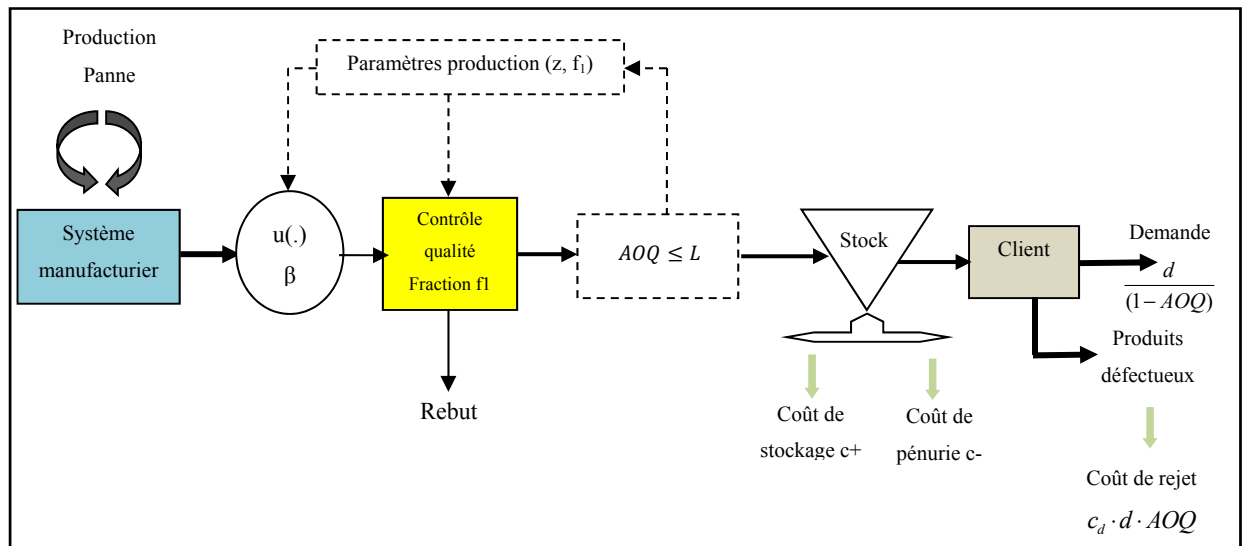 Production
Panne
Paramètres production (z, f₁)
Système
manufacturier
u(.)
β
Contrôle
qualité
Fraction f1
Rebut
AOQ ≤ L
Stock
Coût de
stockage c+
Coût de
pénurie c-
Client
Demande
d
(1 − AOQ)
Produits
défectueux
Coût de rejet
c_d · d · AOQ